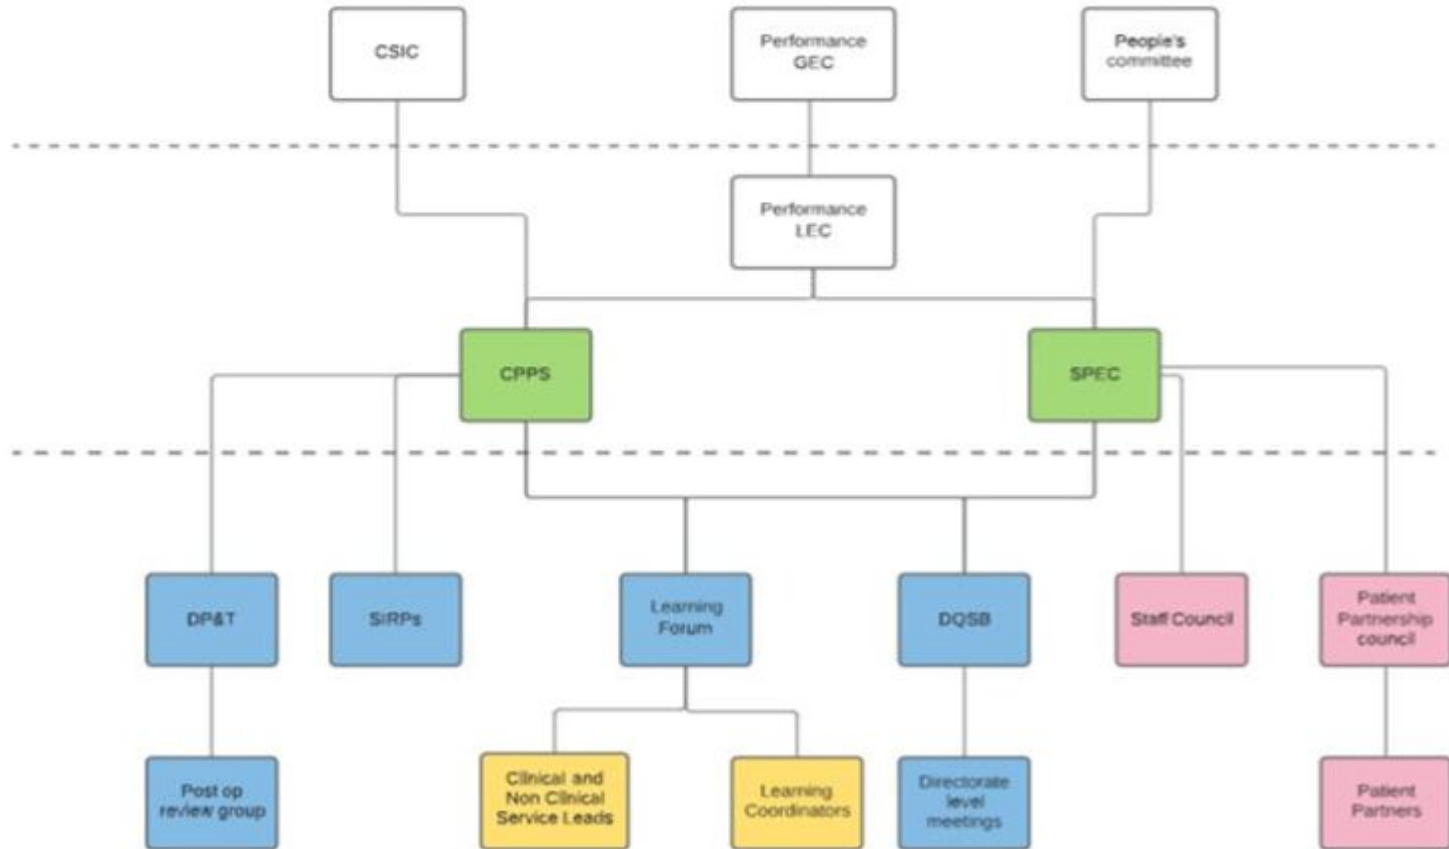 CSIC
Performance
GEC
People's
committee
Performance
LEC
CPPS
SPEC
DP&T
SIRPs
Learning
Forum
DQSB
Staff Council
Patient
Partnership
council
Post op
review group
Clinical and
Non Clinical
Service Leads
Learning
Coordinators
Directorate
level
meetings
Patient
Partners